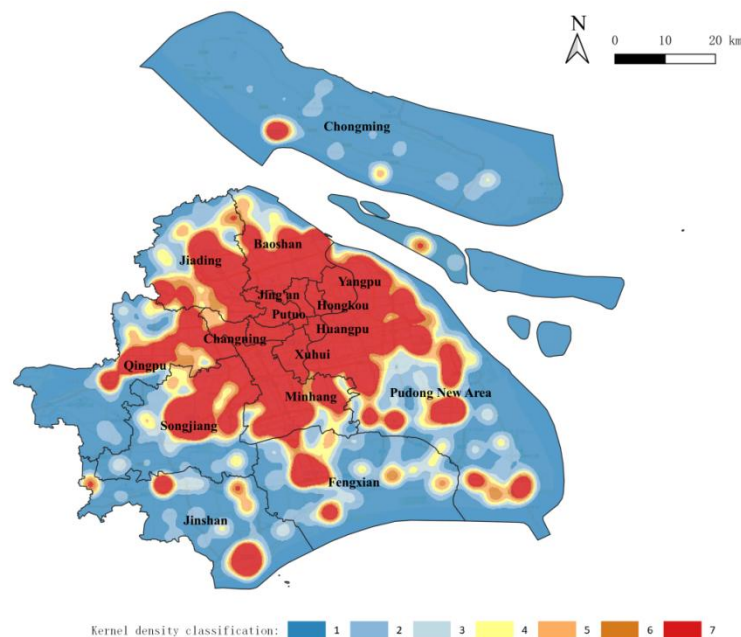 N
0 10 20 km
Chongming
Baoshan
Jiading
Yangpu
Jing'an
Hongkou
Putuo
Huangpu
Changning
Xuhui
Qingpu
Minhang
Pudong New Area
Songjiang
Fengxian
Jinshan
Kernel density classification: 1 2 3 4 5 6 7